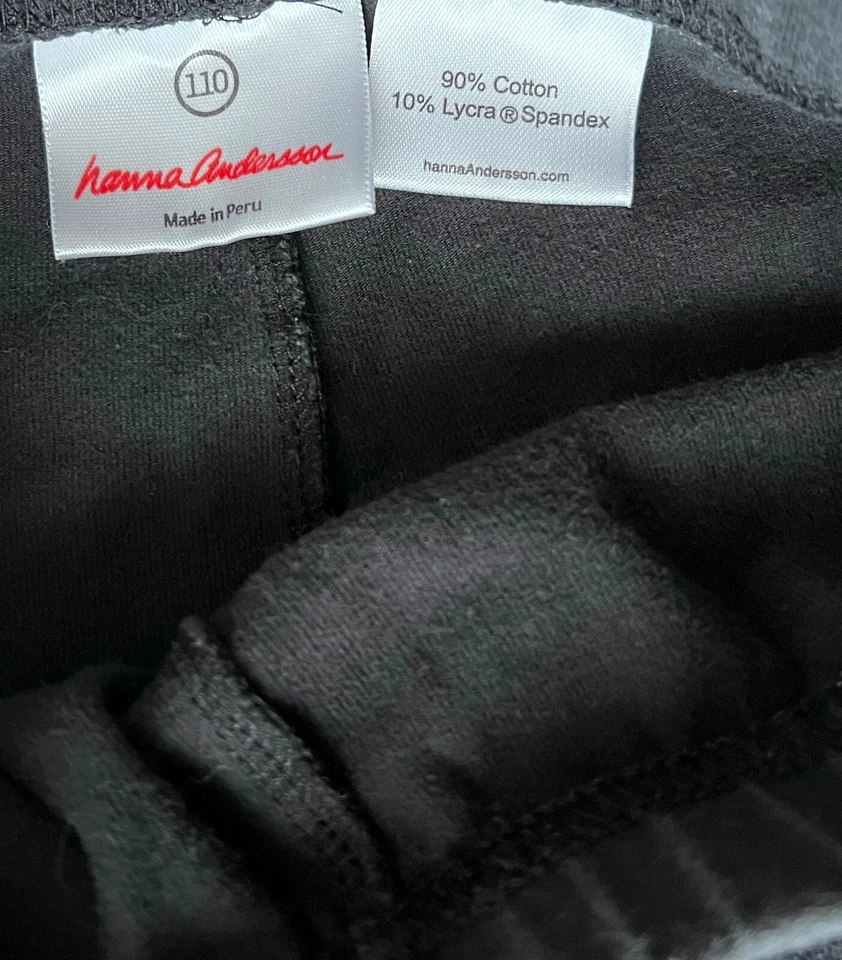 110
hanna Andersson
Made in Peru
90% Cotton
10% Lycra® Spandex
hannaAndersson.com